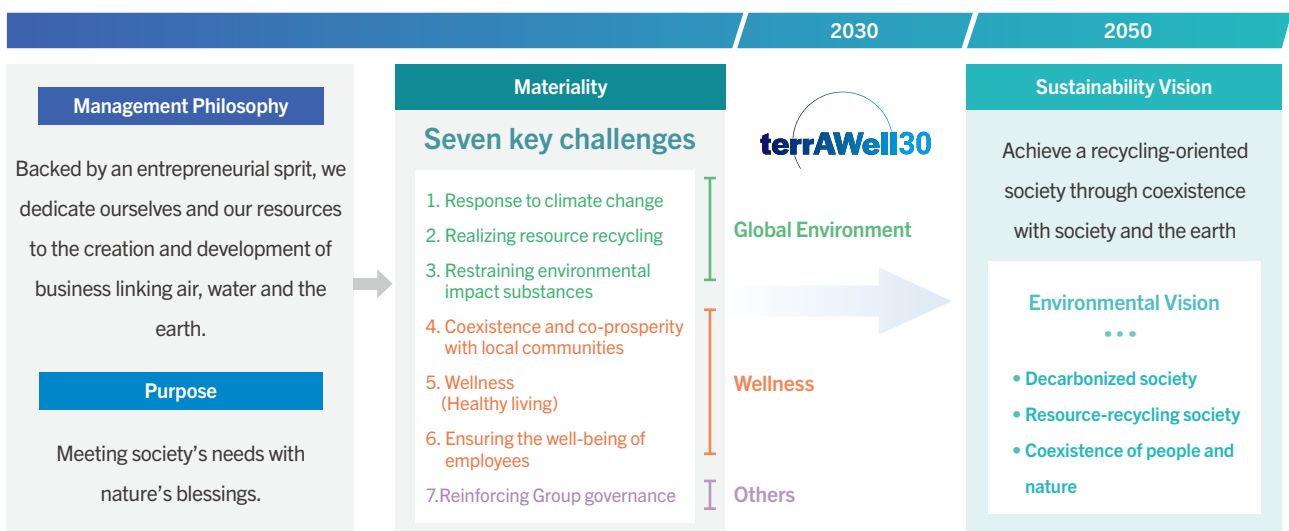 2030
2050
Management Philosophy
Backed by an entrepreneurial sprit, we
dedicate ourselves and our resources
to the creation and development of
business linking air, water and the
earth.
Purpose
Meeting society's needs with
nature's blessings.
Materiality
Seven key challenges
1. Response to climate change
2. Realizing resource recycling
3. Restraining environmental
impact substances
4. Coexistence and co-prosperity
with local communities
5. Wellness
(Healthy living)
6. Ensuring the well-being of
employees
7.Reinforcing Group governance
terrAWell30
Global Environment
Wellness
Others
Sustainability Vision
Achieve a recycling-oriented
society through coexistence
with society and the earth
Environmental Vision
• • •
• Decarbonized society
• Resource-recycling society
• Coexistence of people and
nature